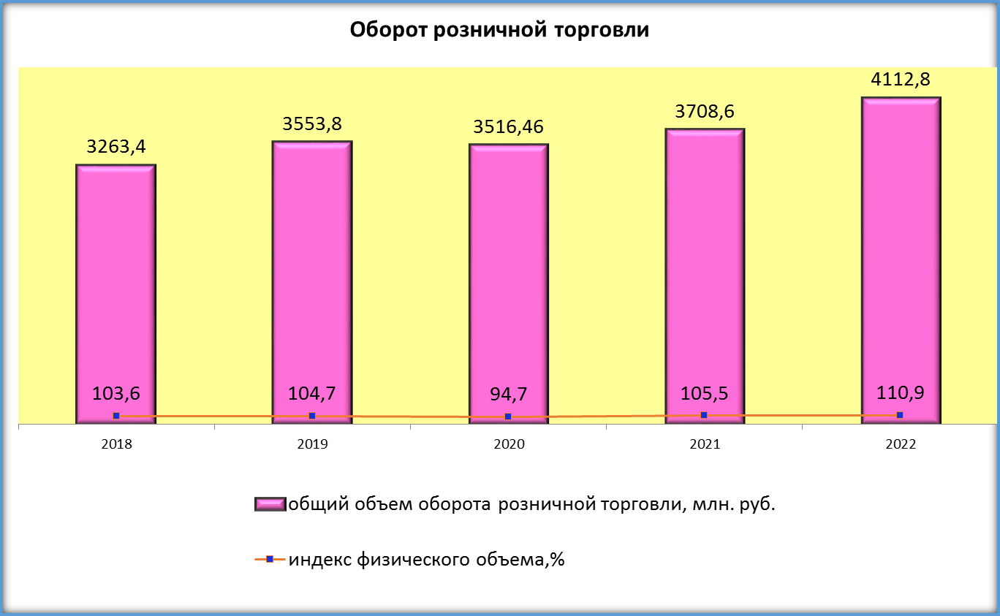 Оборот розничной торговли
4112,8
3708,6
3553,8
3516,46
3263,4
103,6 104,7 94,7 105,5 110,9
2018 2019 2020 2021 2022
общий объем оборота розничной торговли, млн. руб.
индекс физического объема,%